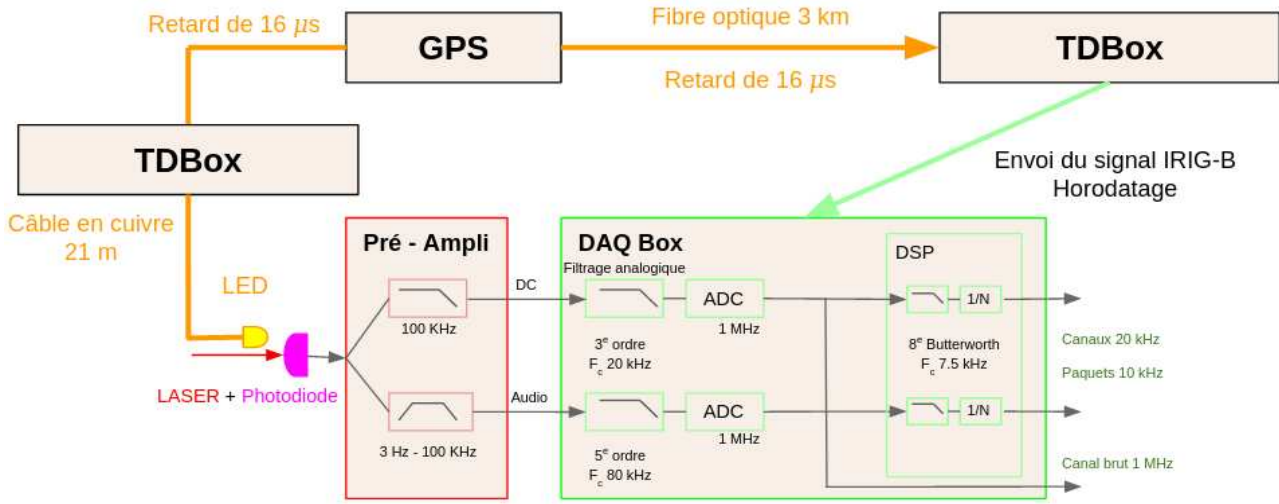 Retard de 16 µs
GPS
Fibre optique 3 km
Retard de 16 µs
TDBox
TDBox
Envoi du signal IRIG-B
Horodatage
Câble en cuivre
21 m
LED
LASER + Photodiode
Pré - Ampli
100 KHz
3 Hz - 100 KHz
DC
Audio
DAQ Box
Filtrage analogique
3e ordre
Fc 20 kHz
ADC
1 MHz
5e ordre
Fc 80 kHz
ADC
1 MHz
DSP
1/N
8e Butterworth
Fc 7.5 kHz
1/N
Canaux 20 kHz
Paquets 10 kHz
Canal brut 1 MHz